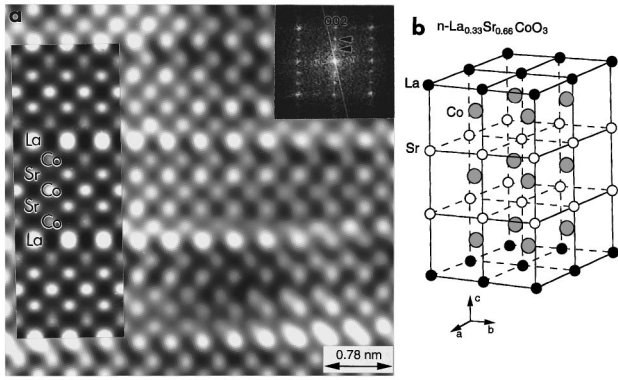 a
002
La
Co
Sr
Co
Sr
Co
La
0.78 nm
b n-La0.33Sr0.66CoO3
La
Co
Sr
c
a b